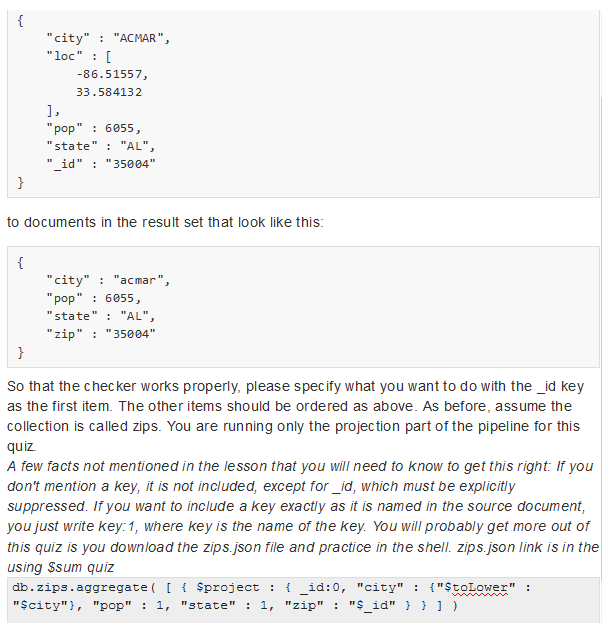 {
"city" : "ACMAR",
"loc" : [
-86.51557,
33.584132
],
"pop" : 6055,
"state" : "AL",
"_id" : "35004"
}
to documents in the result set that look like this:
{
"city" : "acmar",
"pop" : 6055,
"state" : "AL",
"zip" : "35004"
}
So that the checker works properly, please specify what you want to do with the _id key
as the first item. The other items should be ordered as above. As before, assume the
collection is called zips. You are running only the projection part of the pipeline for this
quiz.
A few facts not mentioned in the lesson that you will need to know to get this right: If you
don't mention a key, it is not included, except for _id, which must be explicitly
suppressed. If you want to include a key exactly as it is named in the source document,
you just write key:1, where key is the name of the key. You will probably get more out of
this quiz is you download the zips.json file and practice in the shell. zips.json link is in the
using $sum quiz
db.zips.aggregate( [ { $project : { _id:0, "city" : {"$toLower" :
"$city"}, "pop" : 1, "state" : 1, "zip" : "$_id" } } ] )